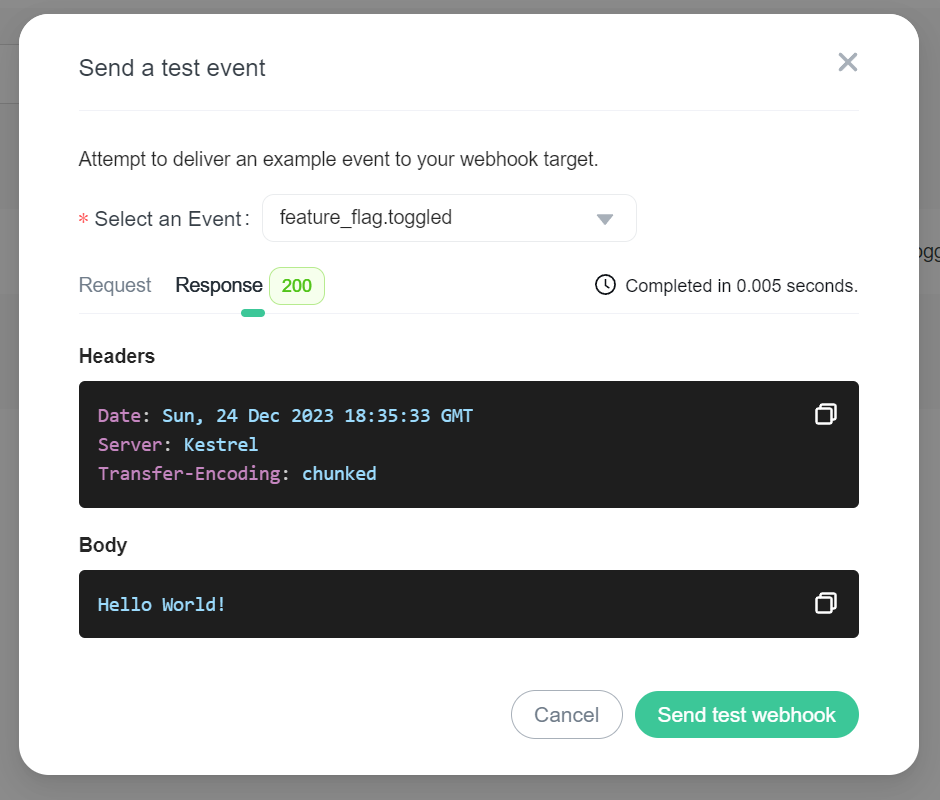 Send a test event
Attempt to deliver an example event to your webhook target.
* Select an Event: feature_flag.toggled
Request Response 200 Completed in 0.005 seconds.
Headers
Date: Sun, 24 Dec 2023 18:35:33 GMT
Server: Kestrel
Transfer-Encoding: chunked
Body
Hello World!
Cancel Send test webhook